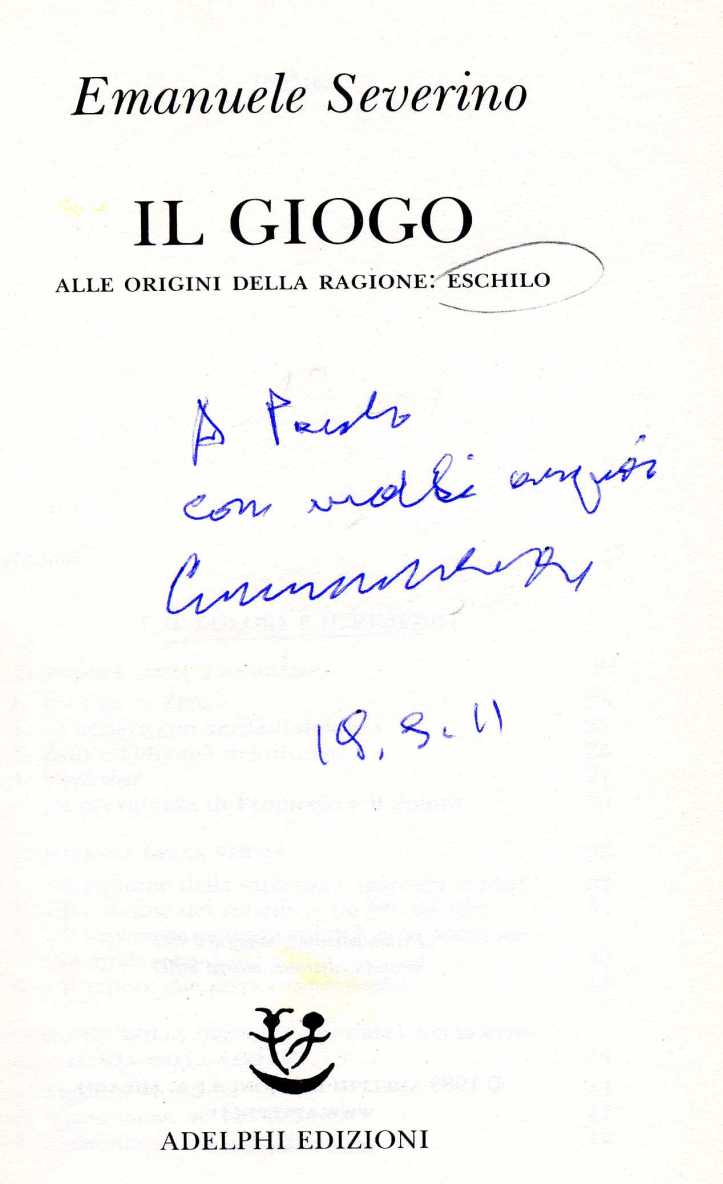 Emanuele Severino
IL GIOGO
ALLE ORIGINI DELLA RAGIONE: ESCHILO
A Paolo
con molti auguri
ADELPHI EDIZIONI